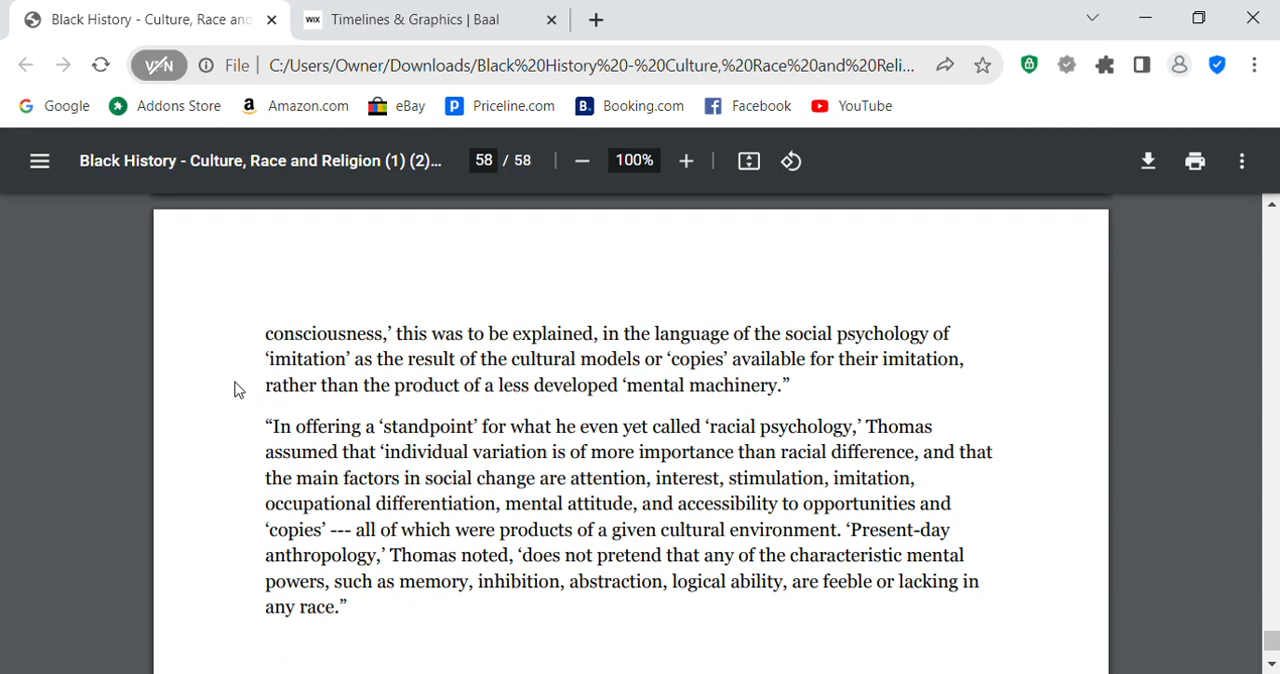 Black History - Culture, Race and
WIX Timelines & Graphics | Baal
VPN File C:/Users/Owner/Downloads/Black%20History%20-%20Culture,%20Race%20and%20Reli...
Google Addons Store Amazon.com eBay Priceline.com Booking.com Facebook YouTube
Black History - Culture, Race and Religion (1) (2)... 58 / 58 100%
consciousness,’ this was to be explained, in the language of the social psychology of
‘imitation’ as the result of the cultural models or ‘copies’ available for their imitation,
rather than the product of a less developed ‘mental machinery.”
“In offering a ‘standpoint’ for what he even yet called ‘racial psychology,’ Thomas
assumed that ‘individual variation is of more importance than racial difference, and that
the main factors in social change are attention, interest, stimulation, imitation,
occupational differentiation, mental attitude, and accessibility to opportunities and
‘copies’ --- all of which were products of a given cultural environment. ‘Present-day
anthropology,’ Thomas noted, ‘does not pretend that any of the characteristic mental
powers, such as memory, inhibition, abstraction, logical ability, are feeble or lacking in
any race.”